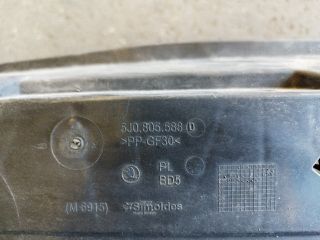 5J0.805.588 D
>PP-GF30<
PL
BD5
(M 6915) Simoldes